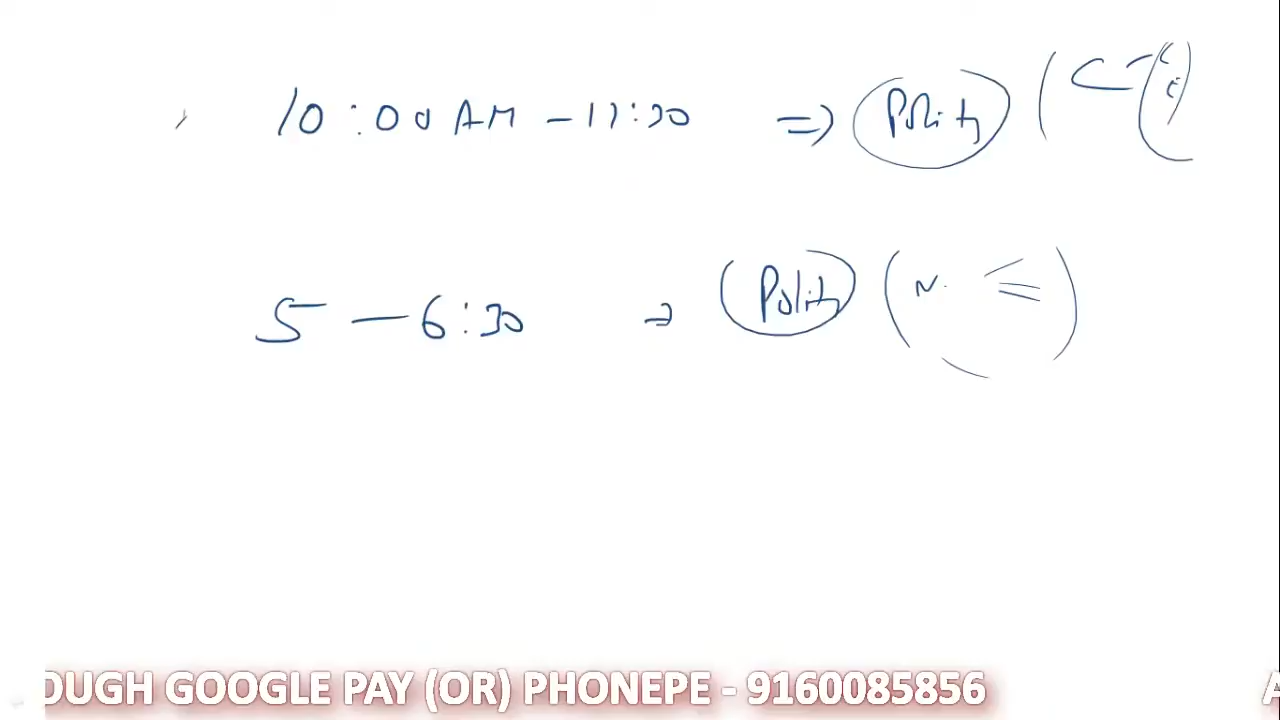 10:00 AM - 11:30 => Polity
5 - 6:30 => (Polity) (N.
OUGH GOOGLE PAY (OR) PHONEPE - 9160085856 A